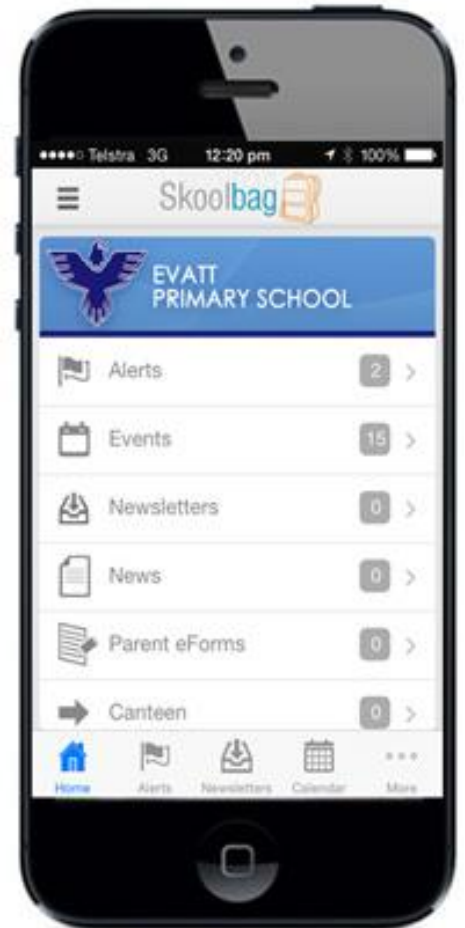 Telstra 3G 12:20 pm 100%
Skoolbag
EVATT
PRIMARY SCHOOL
Alerts 2
Events 15
Newsletters 0
News 0
Parent eForms 0
Canteen 0
Home Alerts Newsletters Calendar More